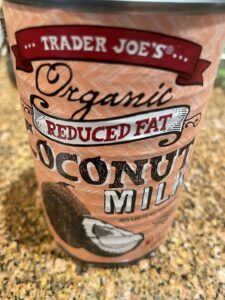 TRADER JOE'S®
Organic
REDUCED FAT
COCONUT
MILK